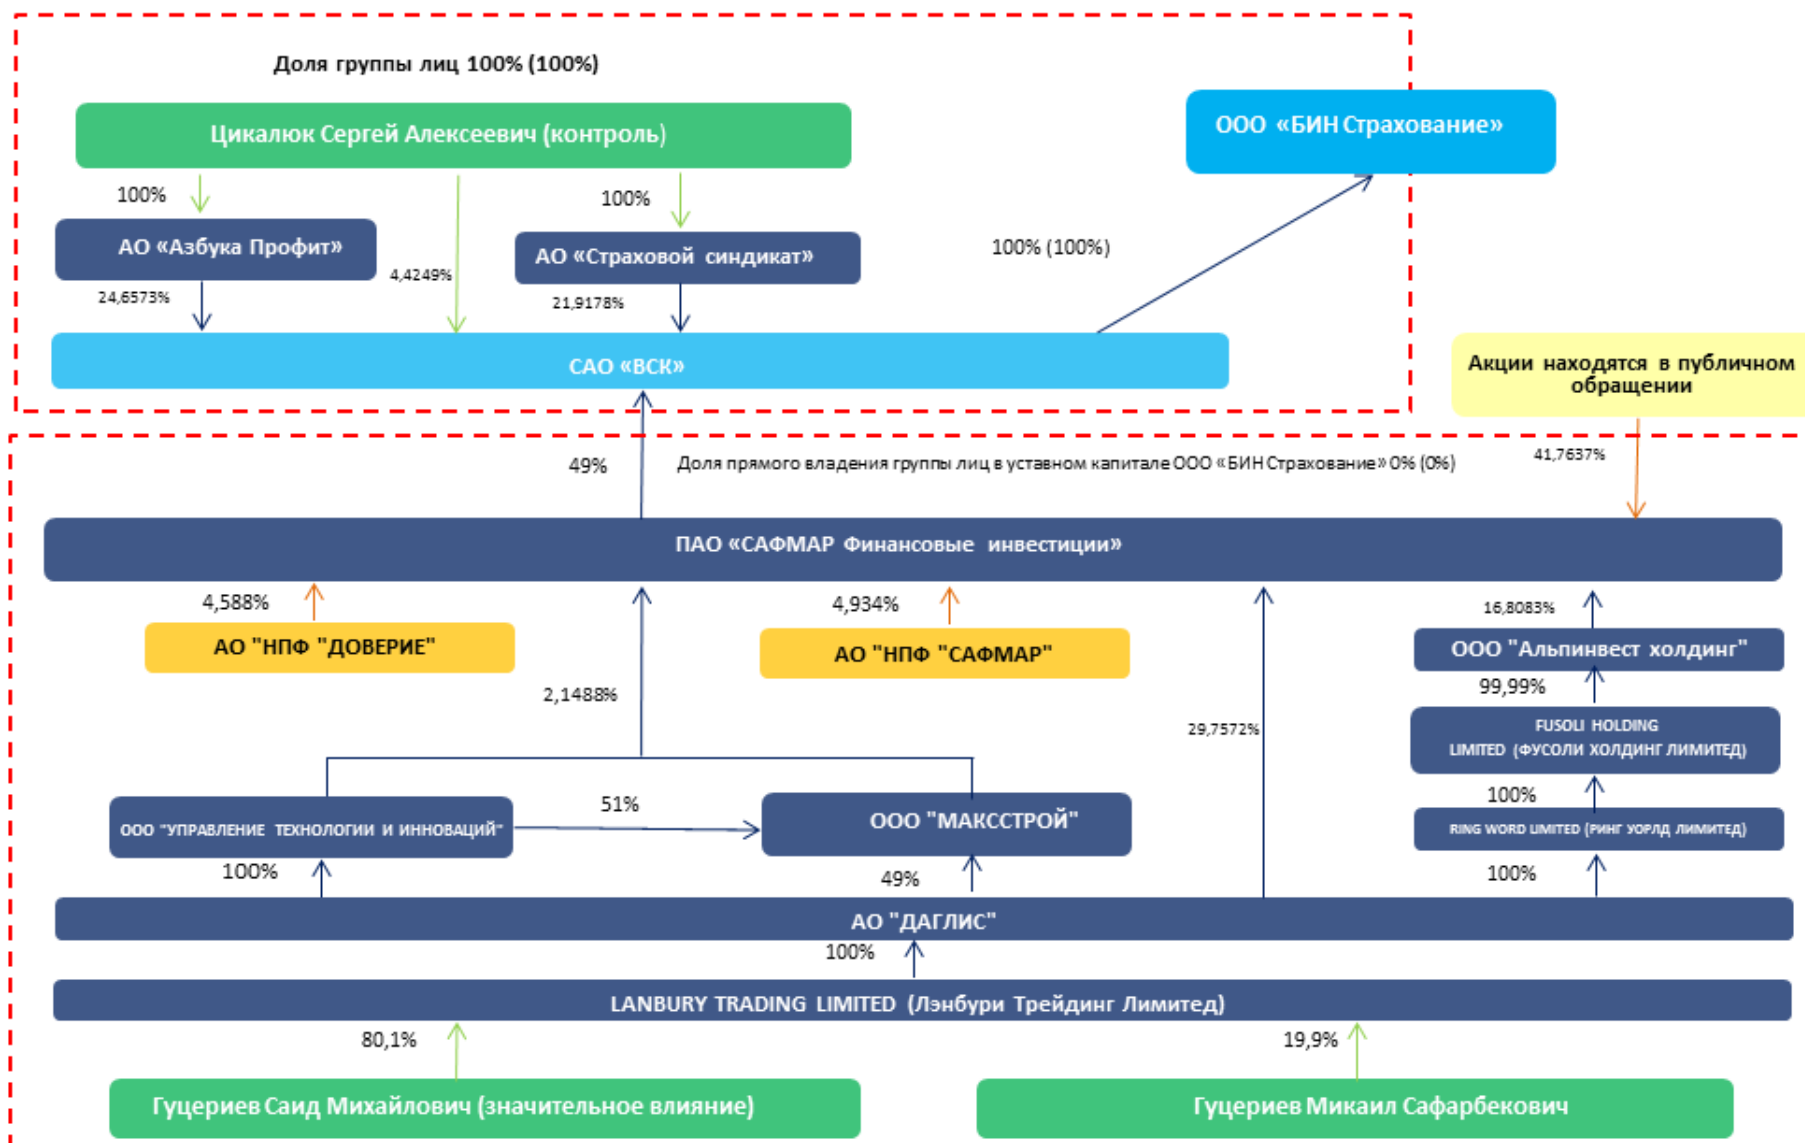 Доля группы лиц 100% (100%)
Цикалюк Сергей Алексеевич (контроль)
ООО «БИН Страхование»
100%
100%
АО «Азбука Профит»
АО «Страховой синдикат»
100% (100%)
4,4249%
24,6573%
21,9178%
САО «ВСК»
Акции находятся в публичном
обращении
49%
Доля прямого владения группы лиц в уставном капитале ООО «БИН Страхование» 0% (0%)
41,7637%
ПАО «САФМАР Финансовые инвестиции»
4,588%
4,934%
16,8083%
АО "НПФ "ДОВЕРИЕ"
АО "НПФ "САФМАР"
ООО "Альпинвест холдинг"
2,1488%
99,99%
29,7572%
FUSOLI HOLDING
LIMITED (ФУСОЛИ ХОЛДИНГ ЛИМИТЕД)
51%
100%
ООО "УПРАВЛЕНИЕ ТЕХНОЛОГИИ И ИННОВАЦИЙ"
ООО "МАКССТРОЙ"
RING WORD LIMITED (РИНГ УОРЛД ЛИМИТЕД)
100%
49%
100%
АО "ДАГЛИС"
100%
LANBURY TRADING LIMITED (Лэнбури Трейдинг Лимитед)
80,1%
19,9%
Гуцериев Саид Михайлович (значительное влияние)
Гуцериев Микаил Сафарбекович